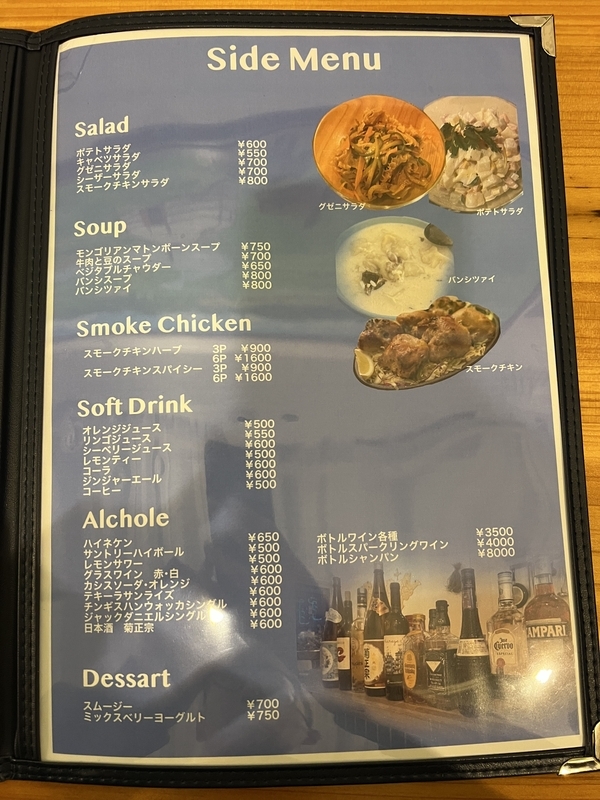 Side Menu
Salad
ポテトサラダ ¥600
キャベツサラダ ¥550
グゼニサラダ ¥700
シーザーサラダ ¥700
スモークチキンサラダ ¥800
グゼニサラダ
ポテトサラダ
Soup
モンゴリアンマトンボーンスープ ¥750
牛肉と豆のスープ ¥700
ベジタブルチャウダー ¥650
バンシスープ ¥800
バンシツァイ ¥800
バンシツァイ
Smoke Chicken
スモークチキンハーブ 3P ¥900
6P ¥1600
スモークチキンスパイシー 3P ¥900
6P ¥1600
スモークチキン
Soft Drink
オレンジジュース ¥500
リンゴジュース ¥550
シーベリージュース ¥600
レモンティー ¥500
コーラ ¥600
ジンジャーエール ¥600
コーヒー ¥500
Alchole
ハイネケン ¥650
サントリーハイボール ¥500
レモンサワー ¥500
グラスワイン 赤・白 ¥600
カシスソーダ・オレンジ ¥600
テキーラサンライズ ¥600
チンギスハンウォッカシングル ¥600
ジャックダニエルシングル ¥600
日本酒 菊正宗 ¥600
ボトルワイン各種 ¥3500
ボトルスパークリングワイン ¥4000
ボトルシャンパン ¥8000
Jose
Cuervo
CAMPARI
Dessart
スムージー ¥700
ミックスベリーヨーグルト ¥750